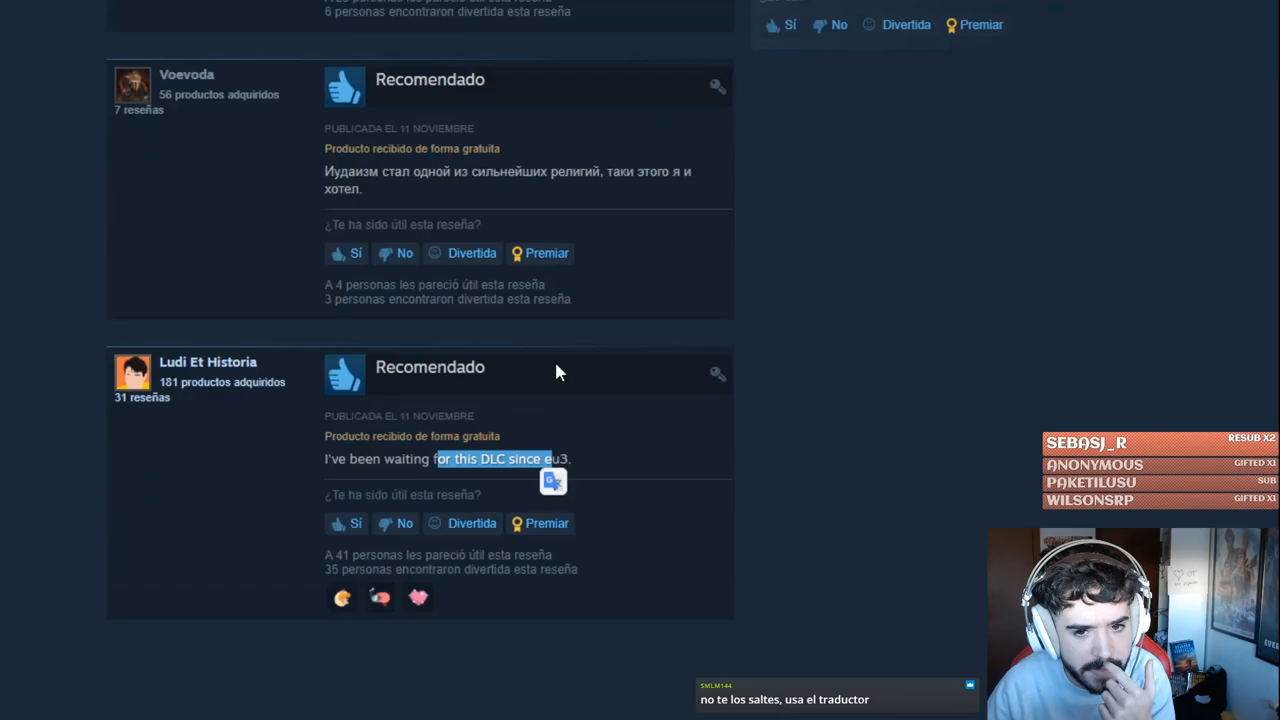 6 personas encontraron divertida esta reseña
Sí
No
Divertida
Premiar
Voevoda
56 productos adquiridos
7 reseñas
Recomendado
PUBLICADA EL 11 NOVIEMBRE
Producto recibido de forma gratuita
Иудаизм стал одной из сильнейших религий, таки этого я и
хотел.
¿Te ha sido útil esta reseña?
Sí
No
Divertida
Premiar
A 4 personas les pareció útil esta reseña
3 personas encontraron divertida esta reseña
Ludi Et Historia
181 productos adquiridos
31 reseñas
Recomendado
PUBLICADA EL 11 NOVIEMBRE
Producto recibido de forma gratuita
I've been waiting for this DLC since eu3.
¿Te ha sido útil esta reseña?
Sí
No
Divertida
Premiar
A 41 personas les pareció útil esta reseña
35 personas encontraron divertida esta reseña
SEBASJ_R RESUB X2
ANONYMOUS GIFTED X1
PAKETILUSU SUB
WILSONSRP GIFTED X1
SMLM144
no te los saltes, usa el traductor